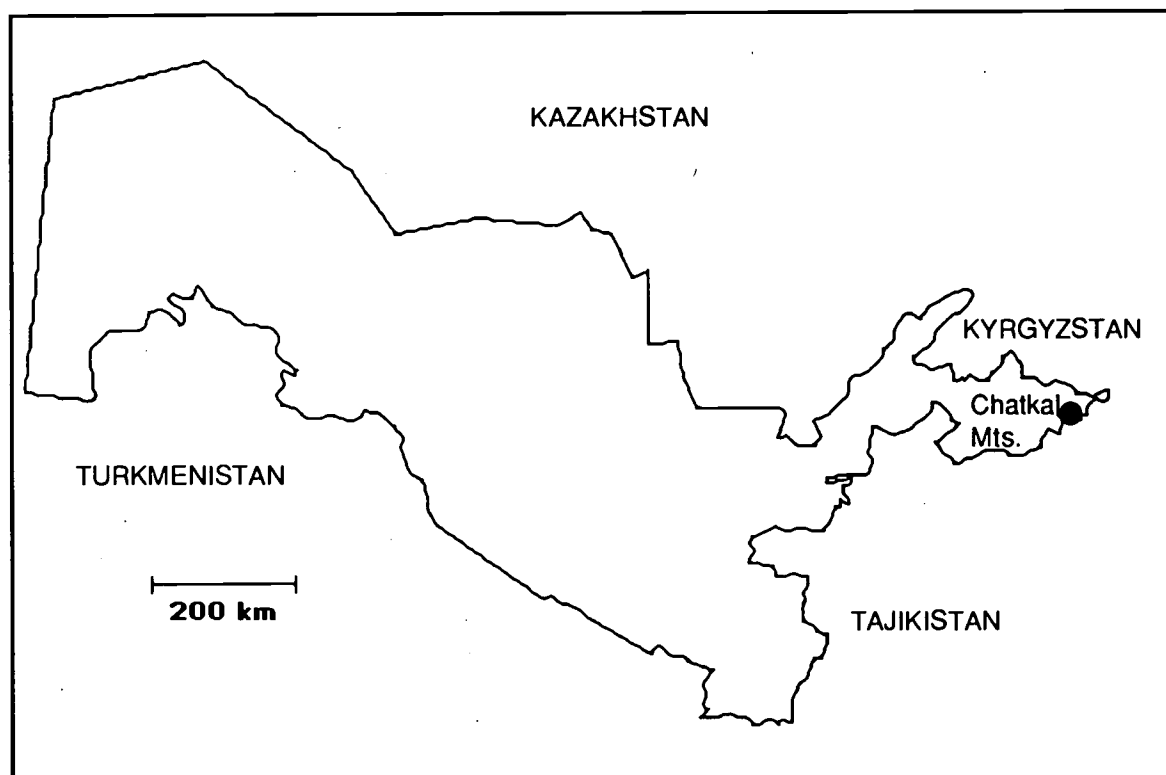 KAZAKHSTAN
KYRGYZSTAN
Chatkal
Mts.
TURKMENISTAN
200 km
TAJIKISTAN